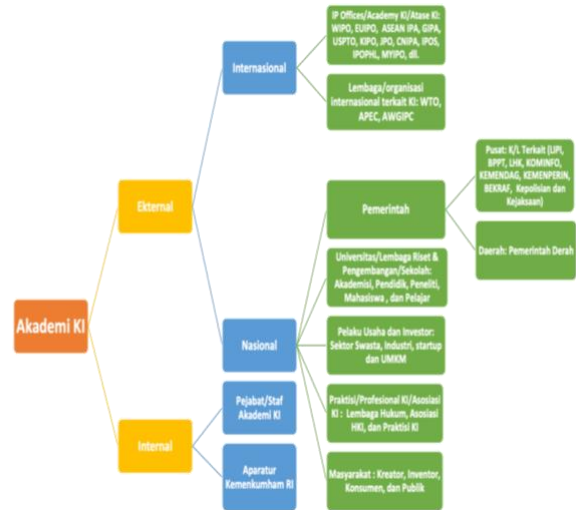 IP Offices/Academy KI/Atase KI:
WIPO, EUIPO, ASEAN IPA, GIPA,
USPTO, KIPO, JPO, CNIPA, IPOS,
IPOPHL, MYIPO, dll.
Internasional
Lembaga/organisasi
internasional terkait KI: WTO,
APEC, AWGIPC
Pusat: K/L Terkait (LIPI,
BPPT, LHK, KOMINFO,
KEMENDAG, KEMENPERIN,
BEKRAF, Kepolisian dan
Kejaksaan)
Ekternal
Pemerintah
Daerah: Pemerintah Derah
Universitas/Lembaga Riset &
Pengembangan/Sekolah:
Akademisi, Pendidik, Peneliti,
Mahasiswa , dan Pelajar
Akademi KI
Nasional
Pelaku Usaha dan Investor:
Sektor Swasta, Industri, startup
dan UMKM
Pejabat/Staf
Akademi KI
Praktisi/Profesional KI/Asosiasi
KI : Lembaga Hukum, Asosiasi
HKI, dan Praktisi KI
Internal
Aparatur
Kemenkumham RI
Masyarakat : Kreator, Inventor,
Konsumen, dan Publik